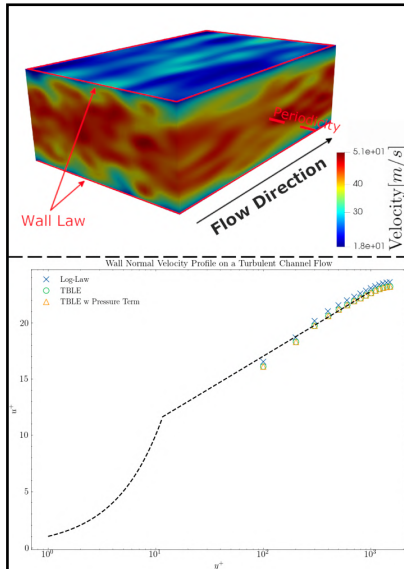 Periodicity
Wall Law
Flow Direction
5.1e+01
40
30
1.8e+01
Velocity[m/s]
Wall Normal Velocity Profile on a Turbulent Channel Flow
Log-Law
TBLE
TBLE w Pressure Term
20
15
10
5
0
u⁺
10⁰
10¹
10²
10³
y⁺